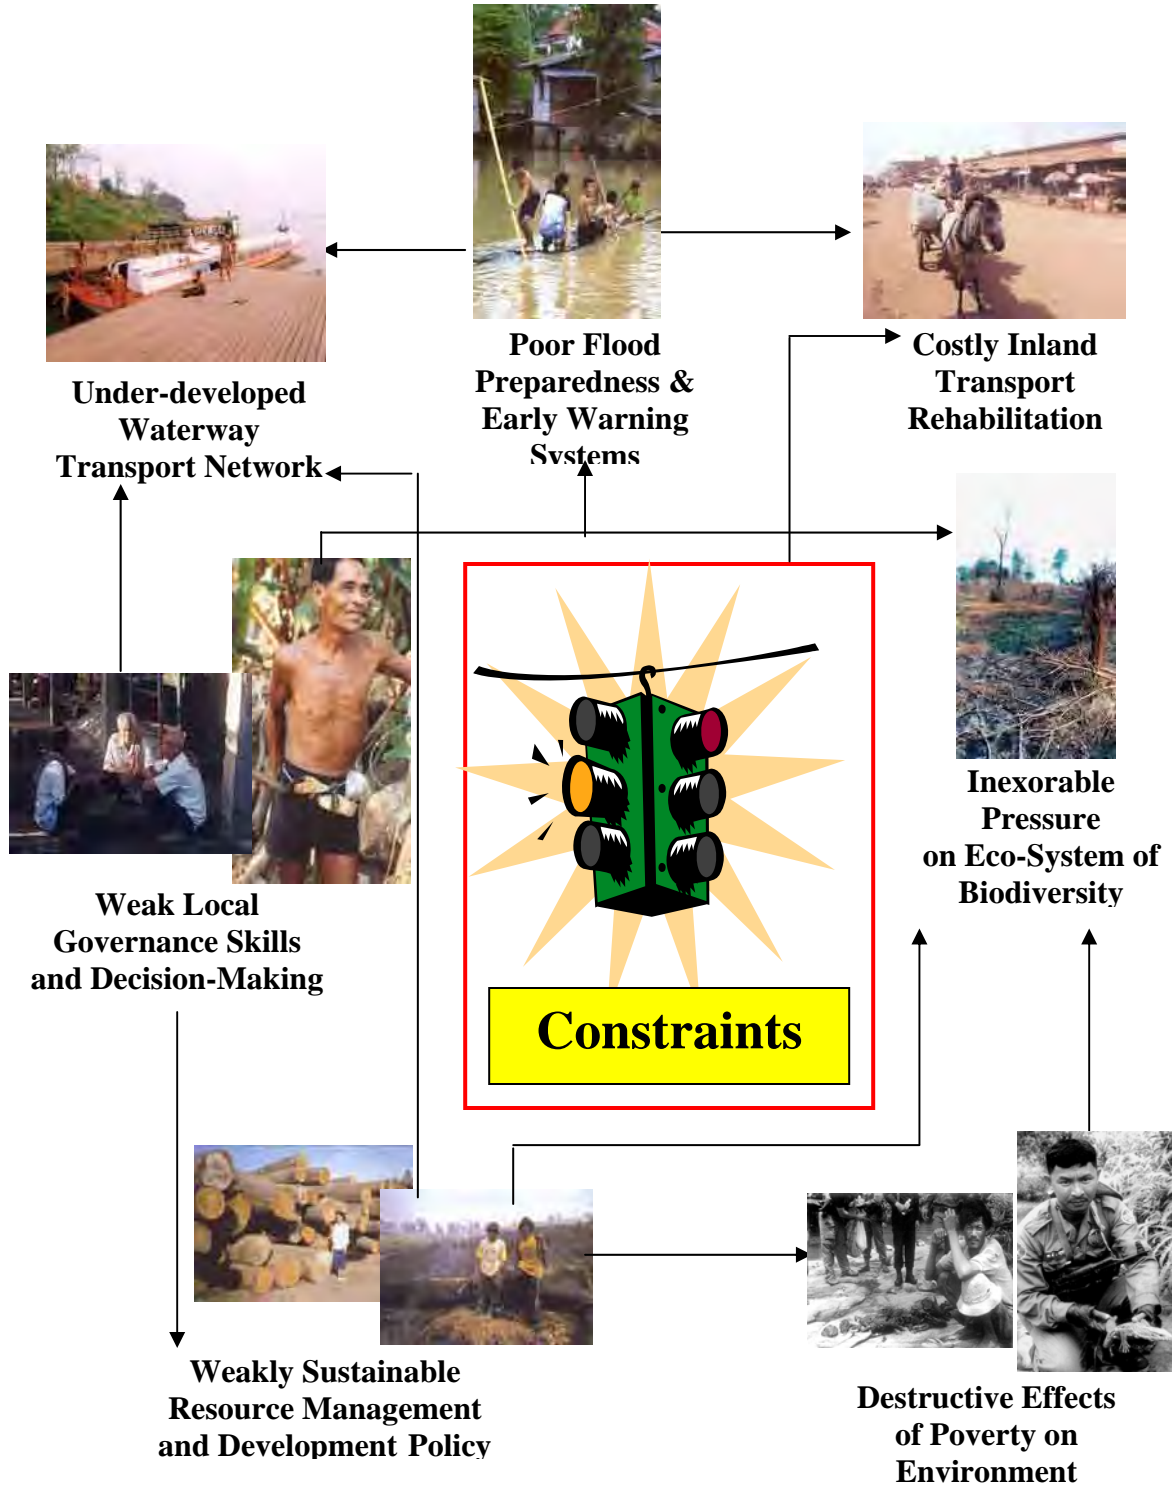 Poor Flood
Preparedness &
Early Warning
Systems
Costly Inland
Transport
Rehabilitation
Under-developed
Waterway
Transport Network
Inexorable
Pressure
on Eco-System of
Biodiversity
Weak Local
Governance Skills
and Decision-Making
Constraints
Weakly Sustainable
Resource Management
and Development Policy
Destructive Effects
of Poverty on
Environment